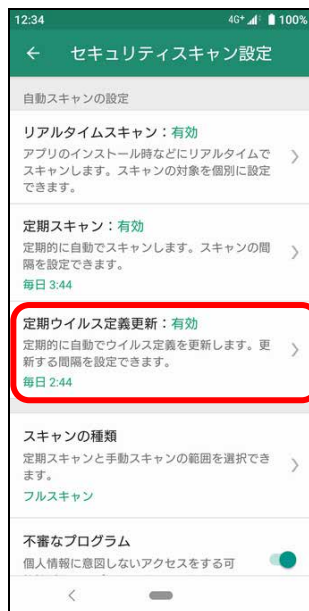 12:34 4G+ 100%
← セキュリティスキャン設定
自動スキャンの設定
リアルタイムスキャン：有効
アプリのインストール時などにリアルタイムで
スキャンします。スキャンの対象を個別に設定
できます。
定期スキャン：有効
定期的に自動でスキャンします。スキャンの間
隔を設定できます。
毎日 3:44
定期ウイルス定義更新：有効
定期的に自動でウイルス定義を更新します。更
新する間隔を設定できます。
毎日 2:44
スキャンの種類
定期スキャンと手動スキャンの範囲を選択でき
ます。
フルスキャン
不審なプログラム
個人情報に意図しないアクセスをする可